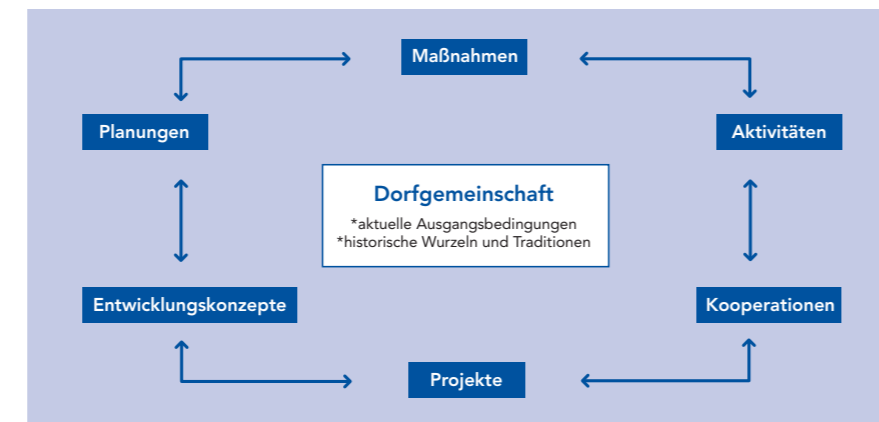 Maßnahmen
Planungen
Aktivitäten
Dorfgemeinschaft
*aktuelle Ausgangsbedingungen
*historische Wurzeln und Traditionen
Entwicklungskonzepte
Kooperationen
Projekte